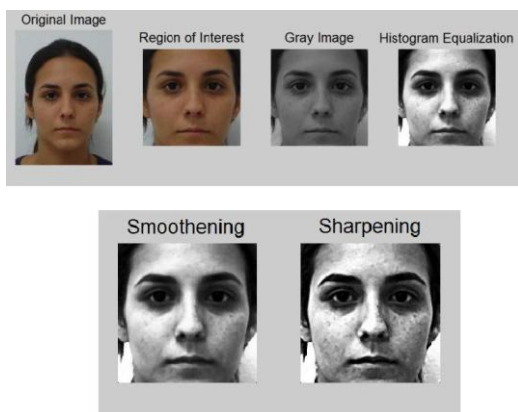 Original Image
Region of Interest
Gray Image
Histogram Equalization
Smoothening
Sharpening